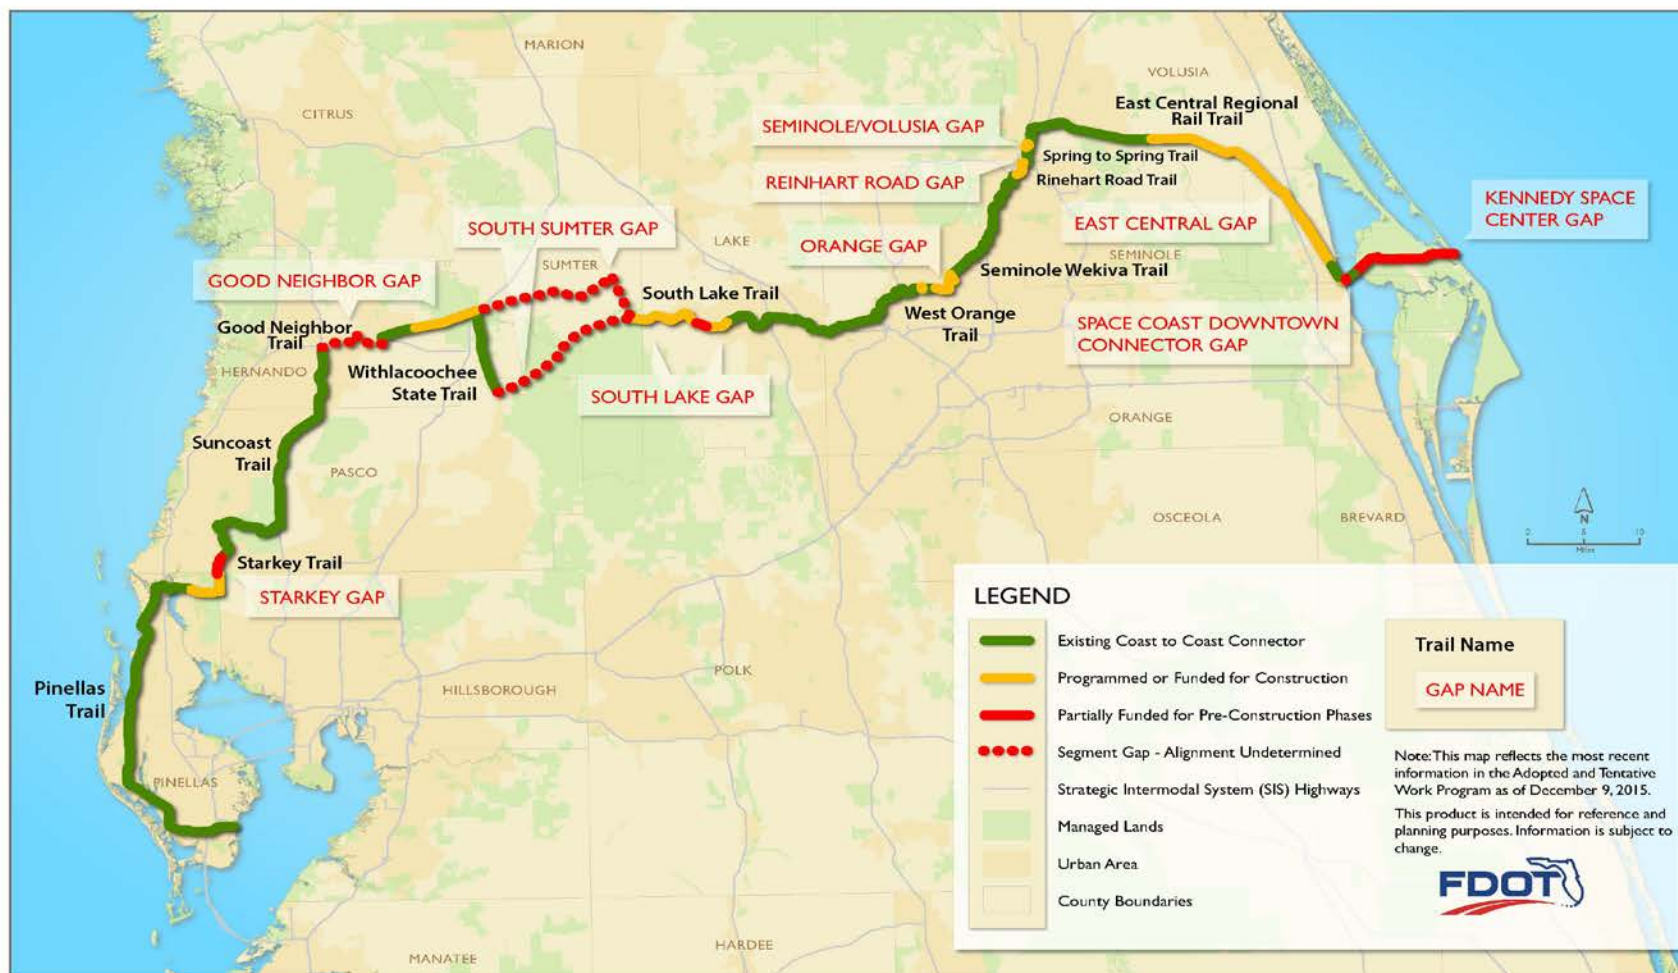 MARION
VOLUSIA
CITRUS
East Central Regional
Rail Trail
SEMINOLE/VOLUSIA GAP
Spring to Spring Trail
REINHART ROAD GAP
Rinehart Road Trail
KENNEDY SPACE
CENTER GAP
SOUTH SUMTER GAP
EAST CENTRAL GAP
LAKE
ORANGE GAP
SEMINOLE
SUMTER
Seminole Wekiva Trail
GOOD NEIGHBOR GAP
South Lake Trail
Good Neighbor
Trail
West Orange
Trail
SPACE COAST DOWNTOWN
CONNECTOR GAP
HERNANDO
Withlacoochee
State Trail
SOUTH LAKE GAP
ORANGE
Suncoast
Trail
PASCO
OSCEOLA
BREVARD
N
0 5 10
Miles
Starkey Trail
STARKEY GAP
POLK
HILLSBOROUGH
Pinellas
Trail
PINELLAS
HARDEE
MANATEE
LEGEND
Existing Coast to Coast Connector
Programmed or Funded for Construction
Partially Funded for Pre-Construction Phases
Segment Gap - Alignment Undetermined
Strategic Intermodal System (SIS) Highways
Managed Lands
Urban Area
County Boundaries
Trail Name
GAP NAME
Note: This map reflects the most recent
information in the Adopted and Tentative
Work Program as of December 9, 2015.
This product is intended for reference and
planning purposes. Information is subject to
change.
FDOT